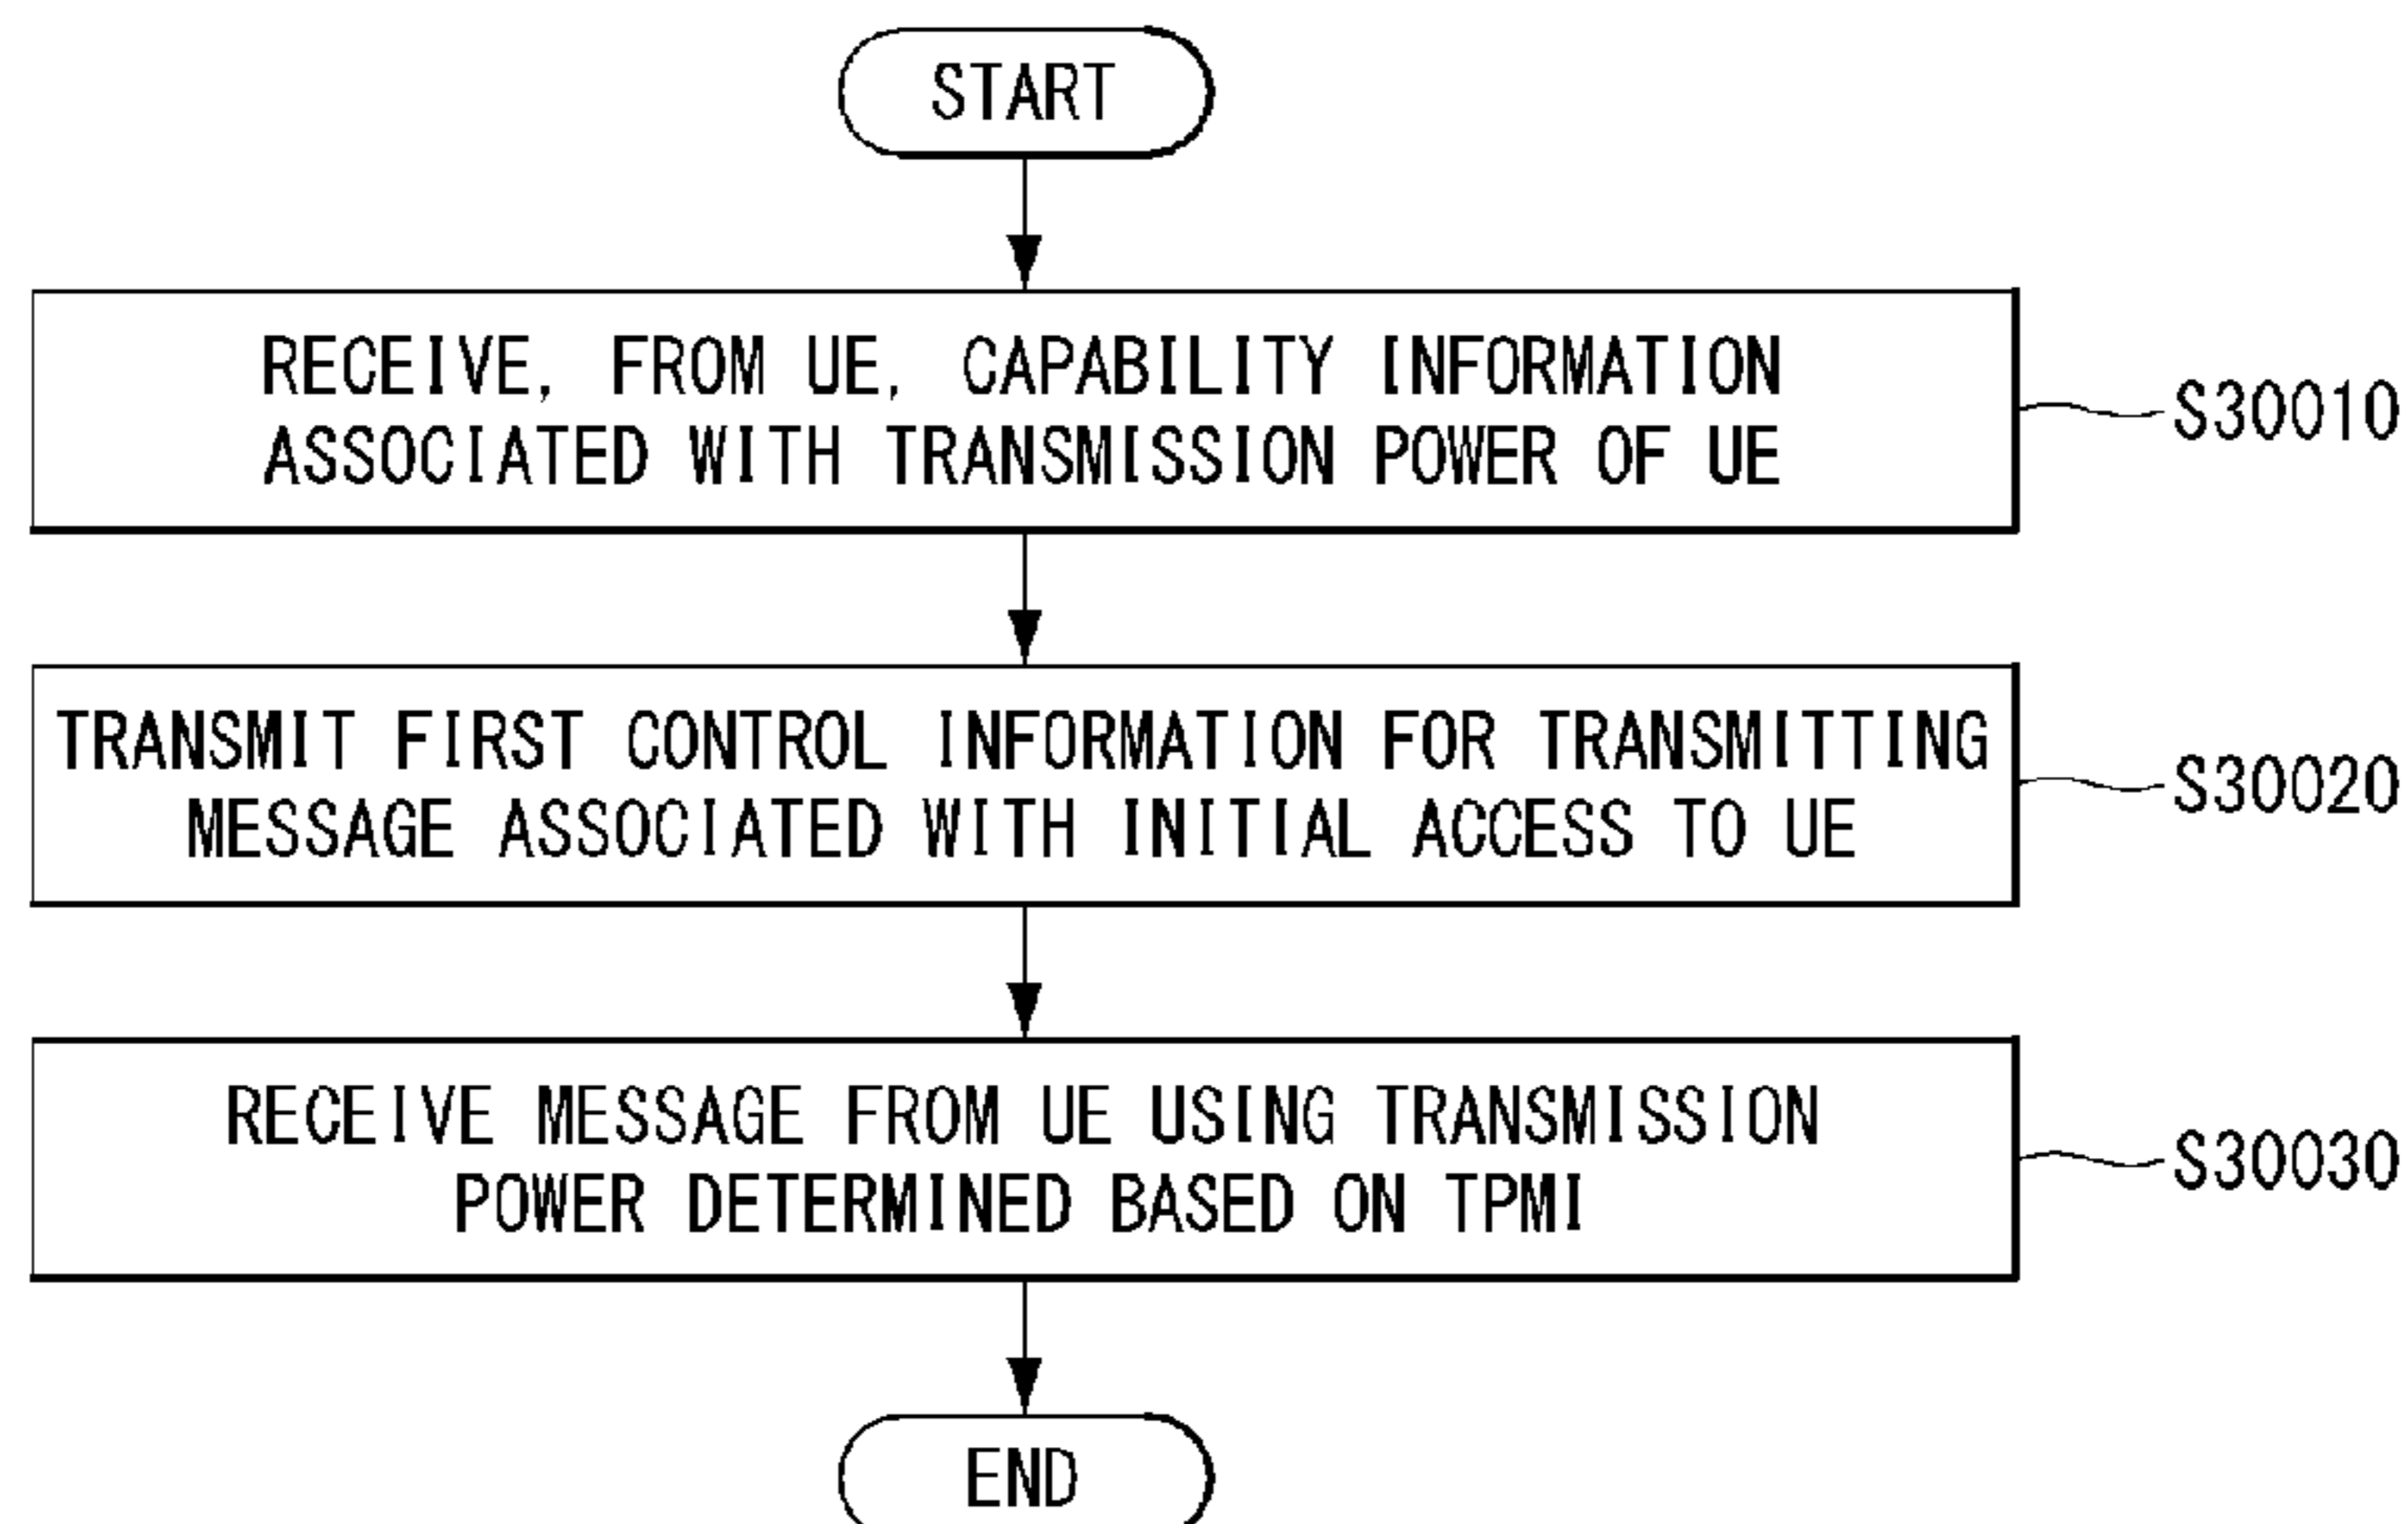 START
RECEIVE, FROM UE, CAPABILITY INFORMATION
ASSOCIATED WITH TRANSMISSION POWER OF UE
S30010
TRANSMIT FIRST CONTROL INFORMATION FOR TRANSMITTING
MESSAGE ASSOCIATED WITH INITIAL ACCESS TO UE
S30020
RECEIVE MESSAGE FROM UE USING TRANSMISSION
POWER DETERMINED BASED ON TPMI
S30030
END